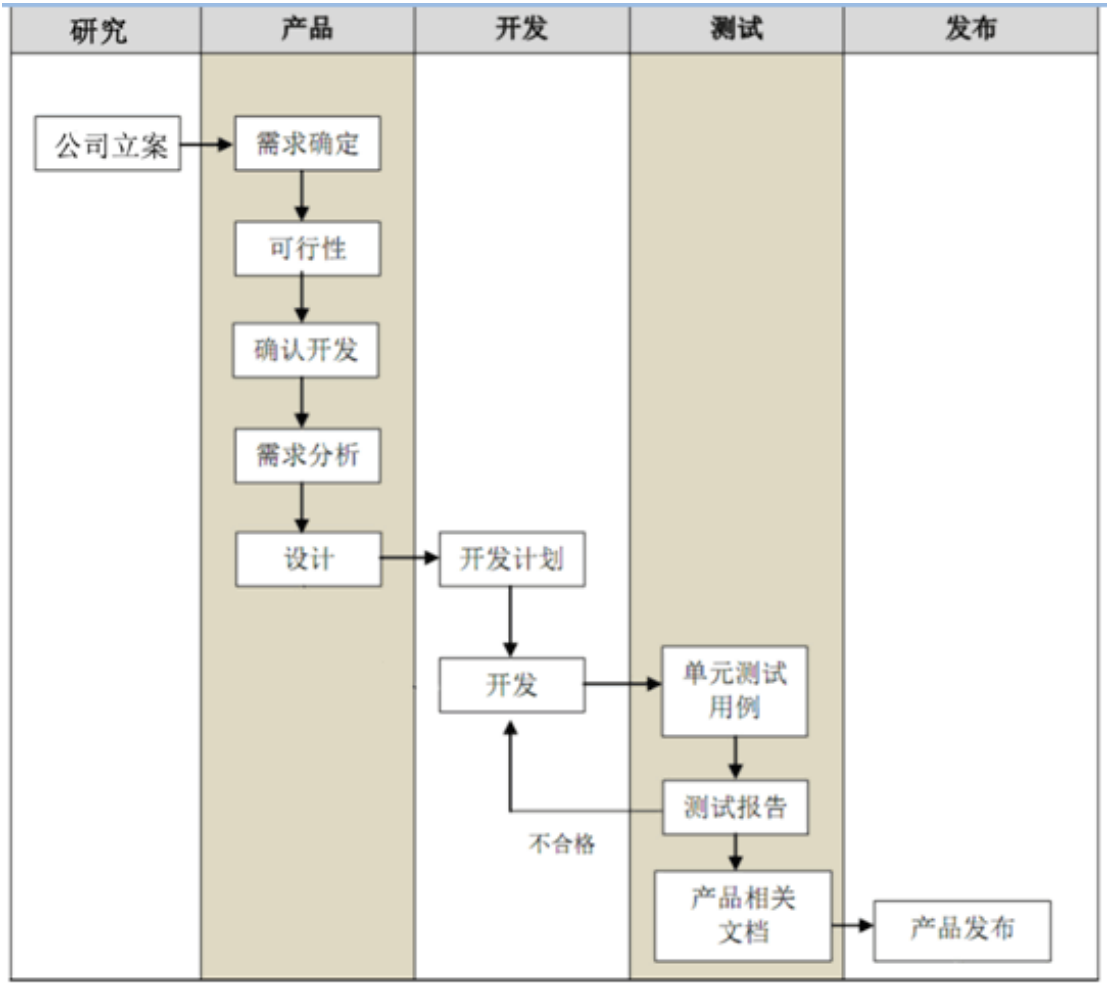 研究
产品
开发
测试
发布
公司立案
需求确定
可行性
确认开发
需求分析
设计
开发计划
开发
单元测试
用例
测试报告
不合格
产品相关
文档
产品发布